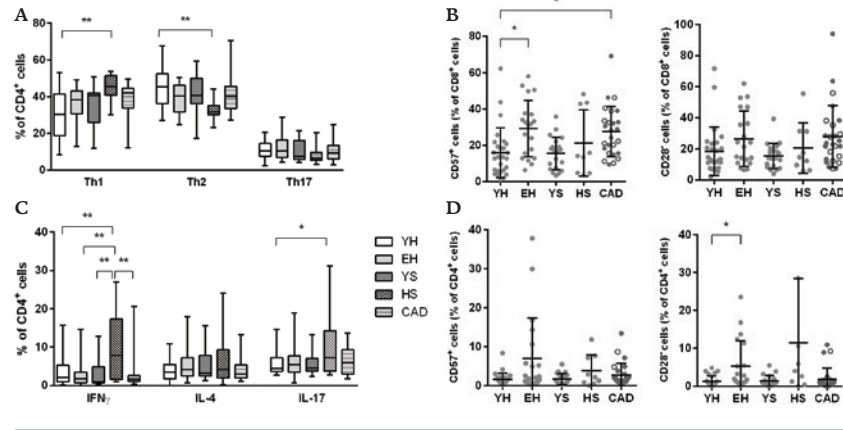 A
% of CD4+ cells
80
60
40
20
0
**
**
Th1
Th2
Th17
B
CD57+ cells (% of CD8+ cells)
80
60
40
20
0
*
YH
EH
YS
HS
CAD
CD28- cells (% of CD8+ cells)
100
80
60
40
20
0
YH
EH
YS
HS
CAD
C
% of CD4+ cells
40
30
20
10
0
**
**
**
**
*
IFNγ
IL-4
IL-17
YH
EH
YS
HS
CAD
D
CD57+ cells (% of CD4+ cells)
40
30
20
10
0
YH
EH
YS
HS
CAD
CD28- cells (% of CD4+ cells)
40
30
20
10
0
*
YH
EH
YS
HS
CAD